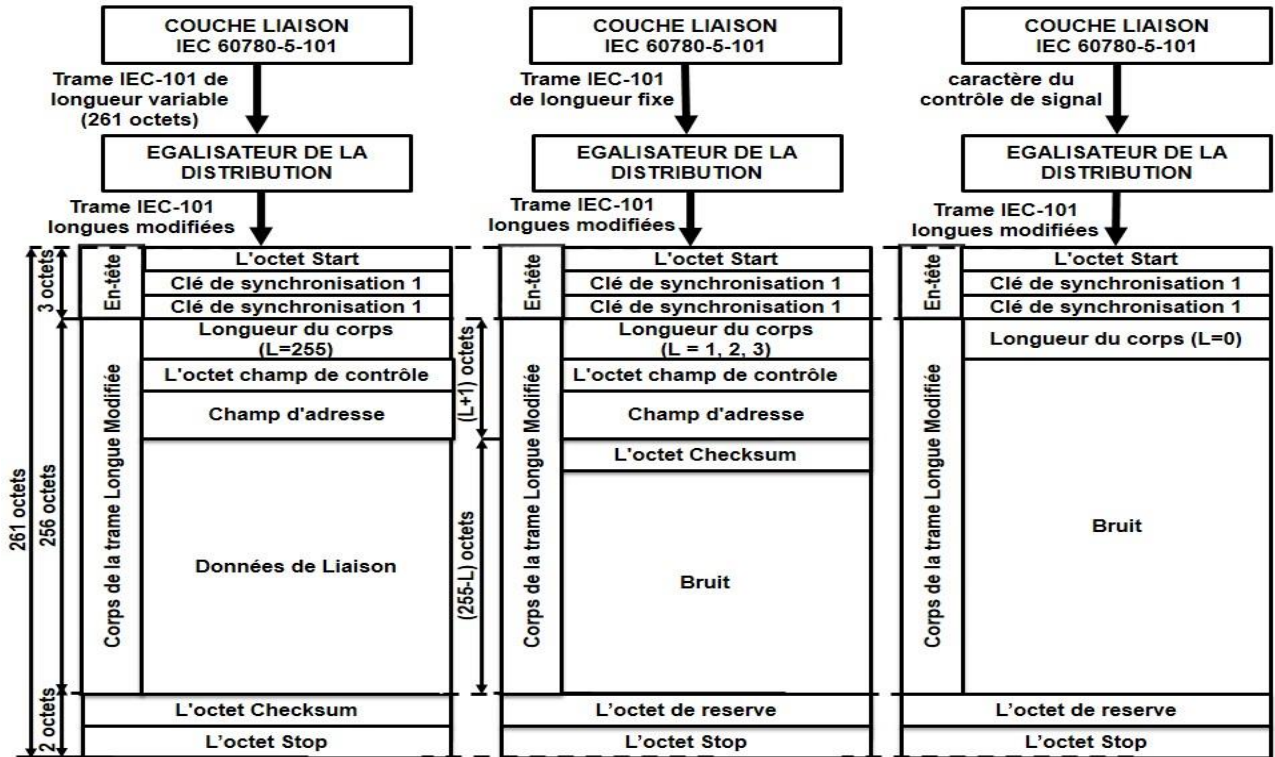 COUCHE LIAISON
IEC 60780-5-101
Trame IEC-101 de
longueur variable
(261 octets)
EGALISATEUR DE LA
DISTRIBUTION
Trame IEC-101
longues modifiées
3 octets
En-tête
L'octet Start
Clé de synchronisation 1
Clé de synchronisation 1
261 octets
256 octets
Corps de la trame Longue Modifiée
Longueur du corps
(L=255)
L'octet champ de contrôle
Champ d'adresse
Données de Liaison
2 octets
L'octet Checksum
L'octet Stop
COUCHE LIAISON
IEC 60780-5-101
Trame IEC-101
de longueur fixe
EGALISATEUR DE LA
DISTRIBUTION
Trame IEC-101
longues modifiées
En-tête
L'octet Start
Clé de synchronisation 1
Clé de synchronisation 1
(L+1) octets
(255-L) octets
Corps de la trame Longue Modifiée
Longueur du corps
(L = 1, 2, 3)
L'octet champ de contrôle
Champ d'adresse
L'octet Checksum
Bruit
L'octet de reserve
L'octet Stop
COUCHE LIAISON
IEC 60780-5-101
caractère du
contrôle de signal
EGALISATEUR DE LA
DISTRIBUTION
Trame IEC-101
longues modifiées
En-tête
L'octet Start
Clé de synchronisation 1
Clé de synchronisation 1
Corps de la trame Longue Modifiée
Longueur du corps (L=0)
Bruit
L'octet de reserve
L'octet Stop